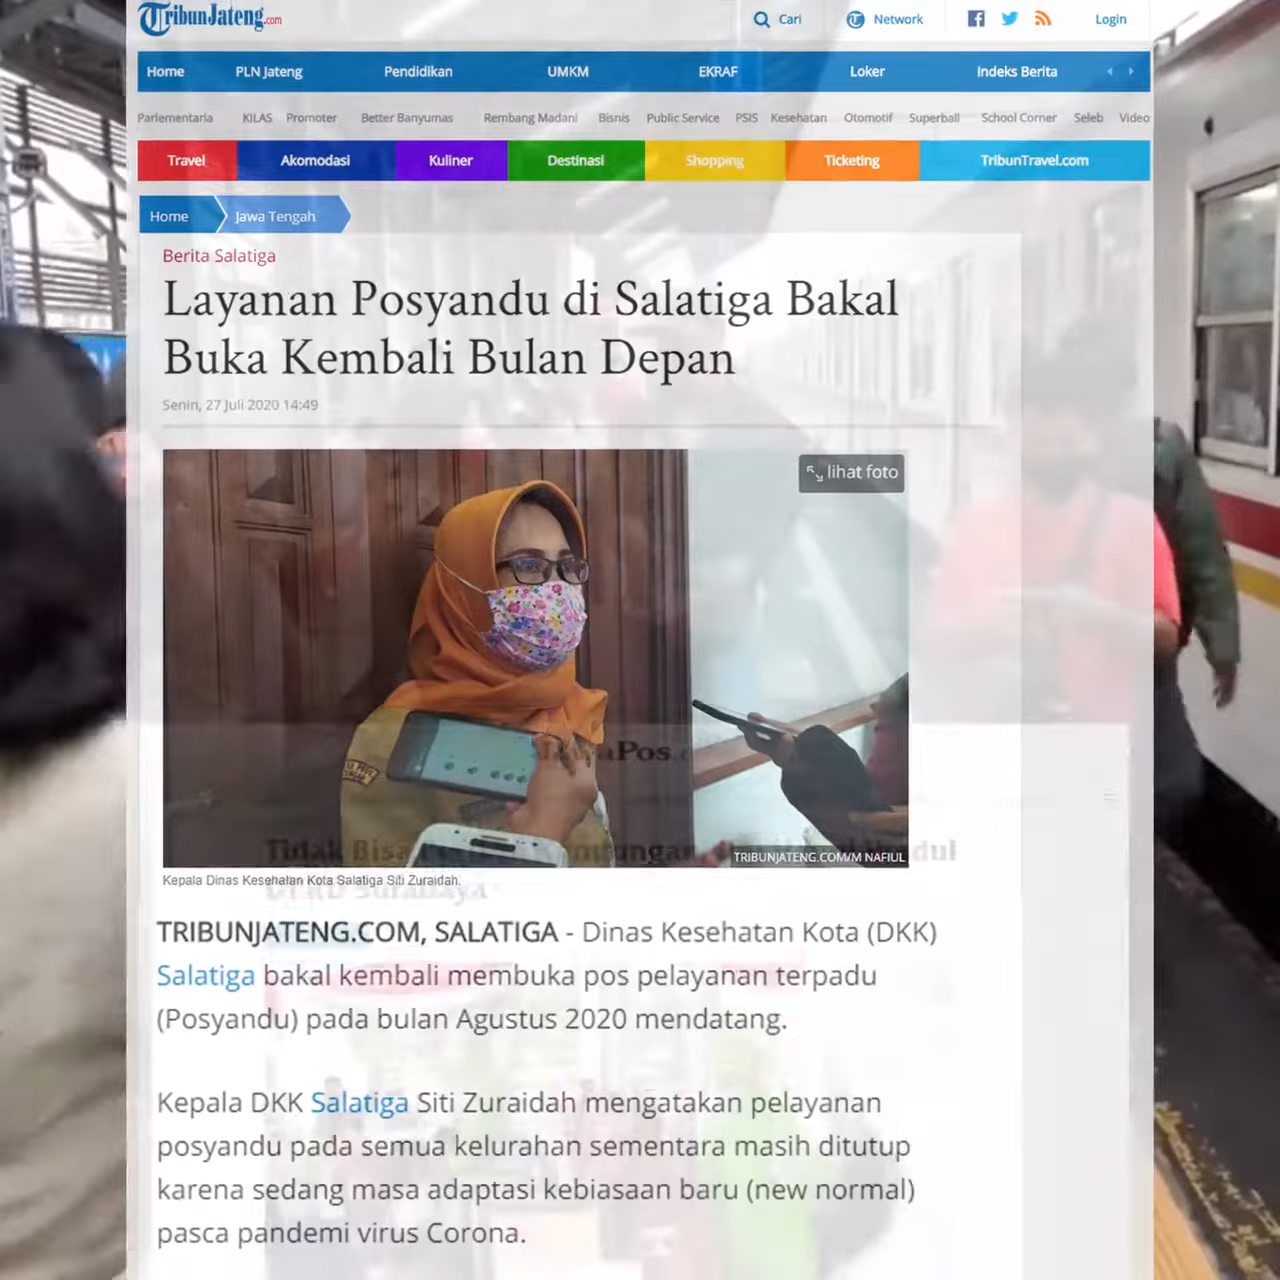 TribunJateng.com
Cari
Network
Login
Home PLN Jateng Pendidikan UMKM EKRAF Loker Indeks Berita
Parlementaria KILAS Promoter Better Banyumas Rembang Madani Bisnis Public Service PSIS Kesehatan Otomotif Superball School Corner Seleb Video
Travel Akomodasi Kuliner Destinasi Shopping Ticketing TribunTravel.com
Home Jawa Tengah
Berita Salatiga
Layanan Posyandu di Salatiga Bakal
Buka Kembali Bulan Depan
Senin, 27 Juli 2020 14:49
lihat foto
TRIBUNJATENG.COM/M NAFIUL
Kepala Dinas Kesehatan Kota Salatiga Siti Zuraidah.
TRIBUNJATENG.COM, SALATIGA - Dinas Kesehatan Kota (DKK)
Salatiga bakal kembali membuka pos pelayanan terpadu
(Posyandu) pada bulan Agustus 2020 mendatang.
Kepala DKK Salatiga Siti Zuraidah mengatakan pelayanan
posyandu pada semua kelurahan sementara masih ditutup
karena sedang masa adaptasi kebiasaan baru (new normal)
pasca pandemi virus Corona.